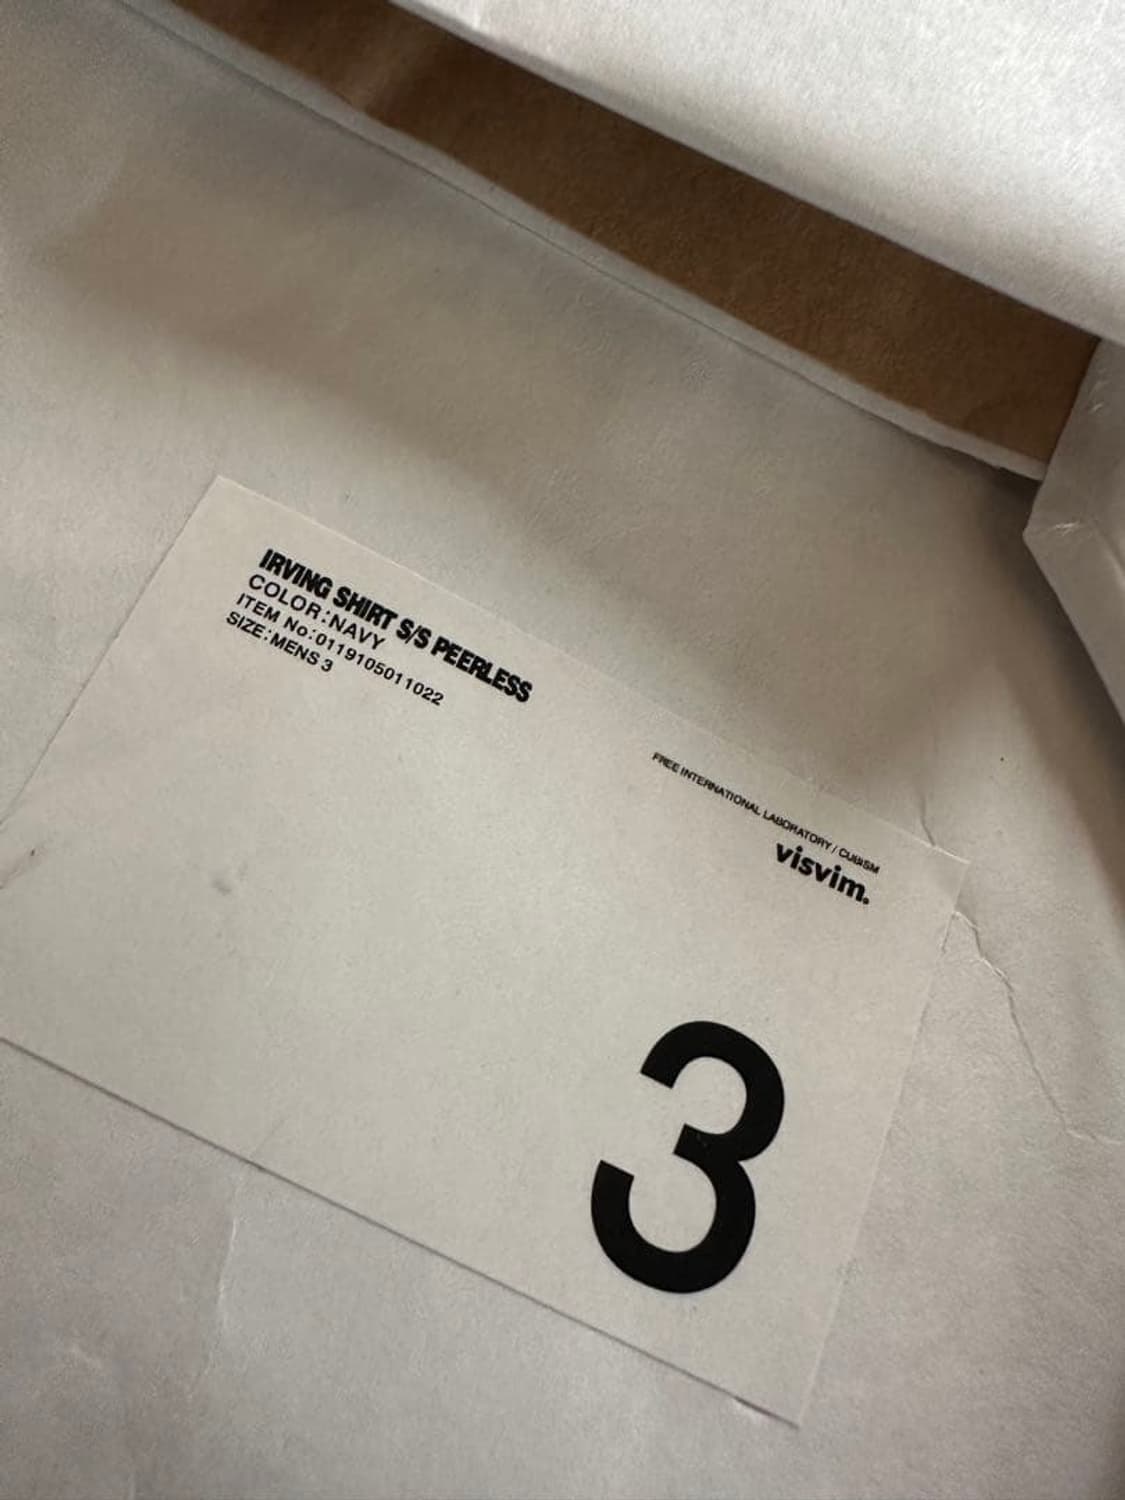 IRVING SHIRT S/S PEERLESS
COLOR:NAVY
ITEM No:0119105011022
SIZE:MENS 3
FREE INTERNATIONAL LABORATORY / CUBISM
visvim.
3